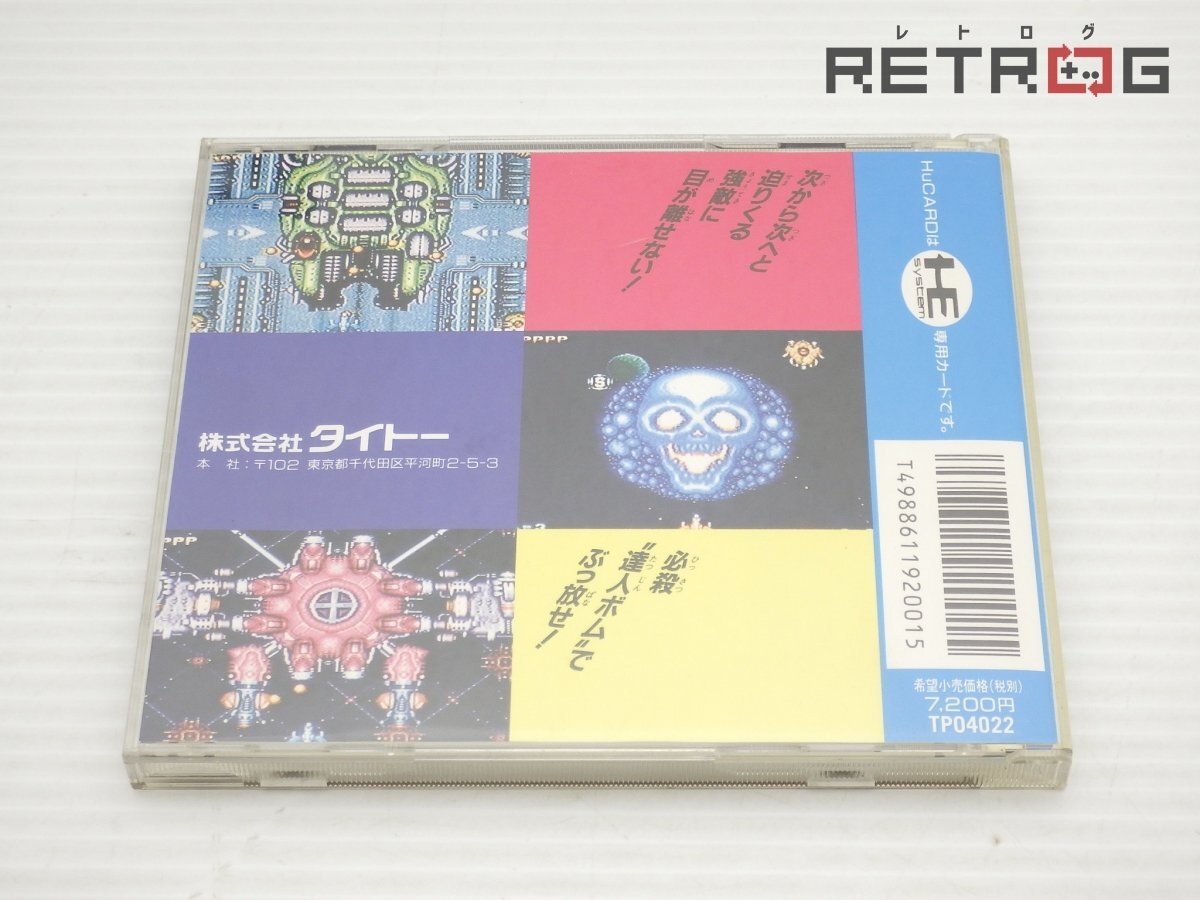 レトログ
RETROG
次から次へと
迫りくる
強敵に
目が離せない!
株式会社 タイトー
本 社:〒102 東京都千代田区平河町2-5-3
PPPP
S
PPP
必殺
"達人ボム"で
ぶっ放せ!
HuCARDは
HE
system
専用カードです。
T4988611920015
希望小売価格(税別)
7,200円
TP04022